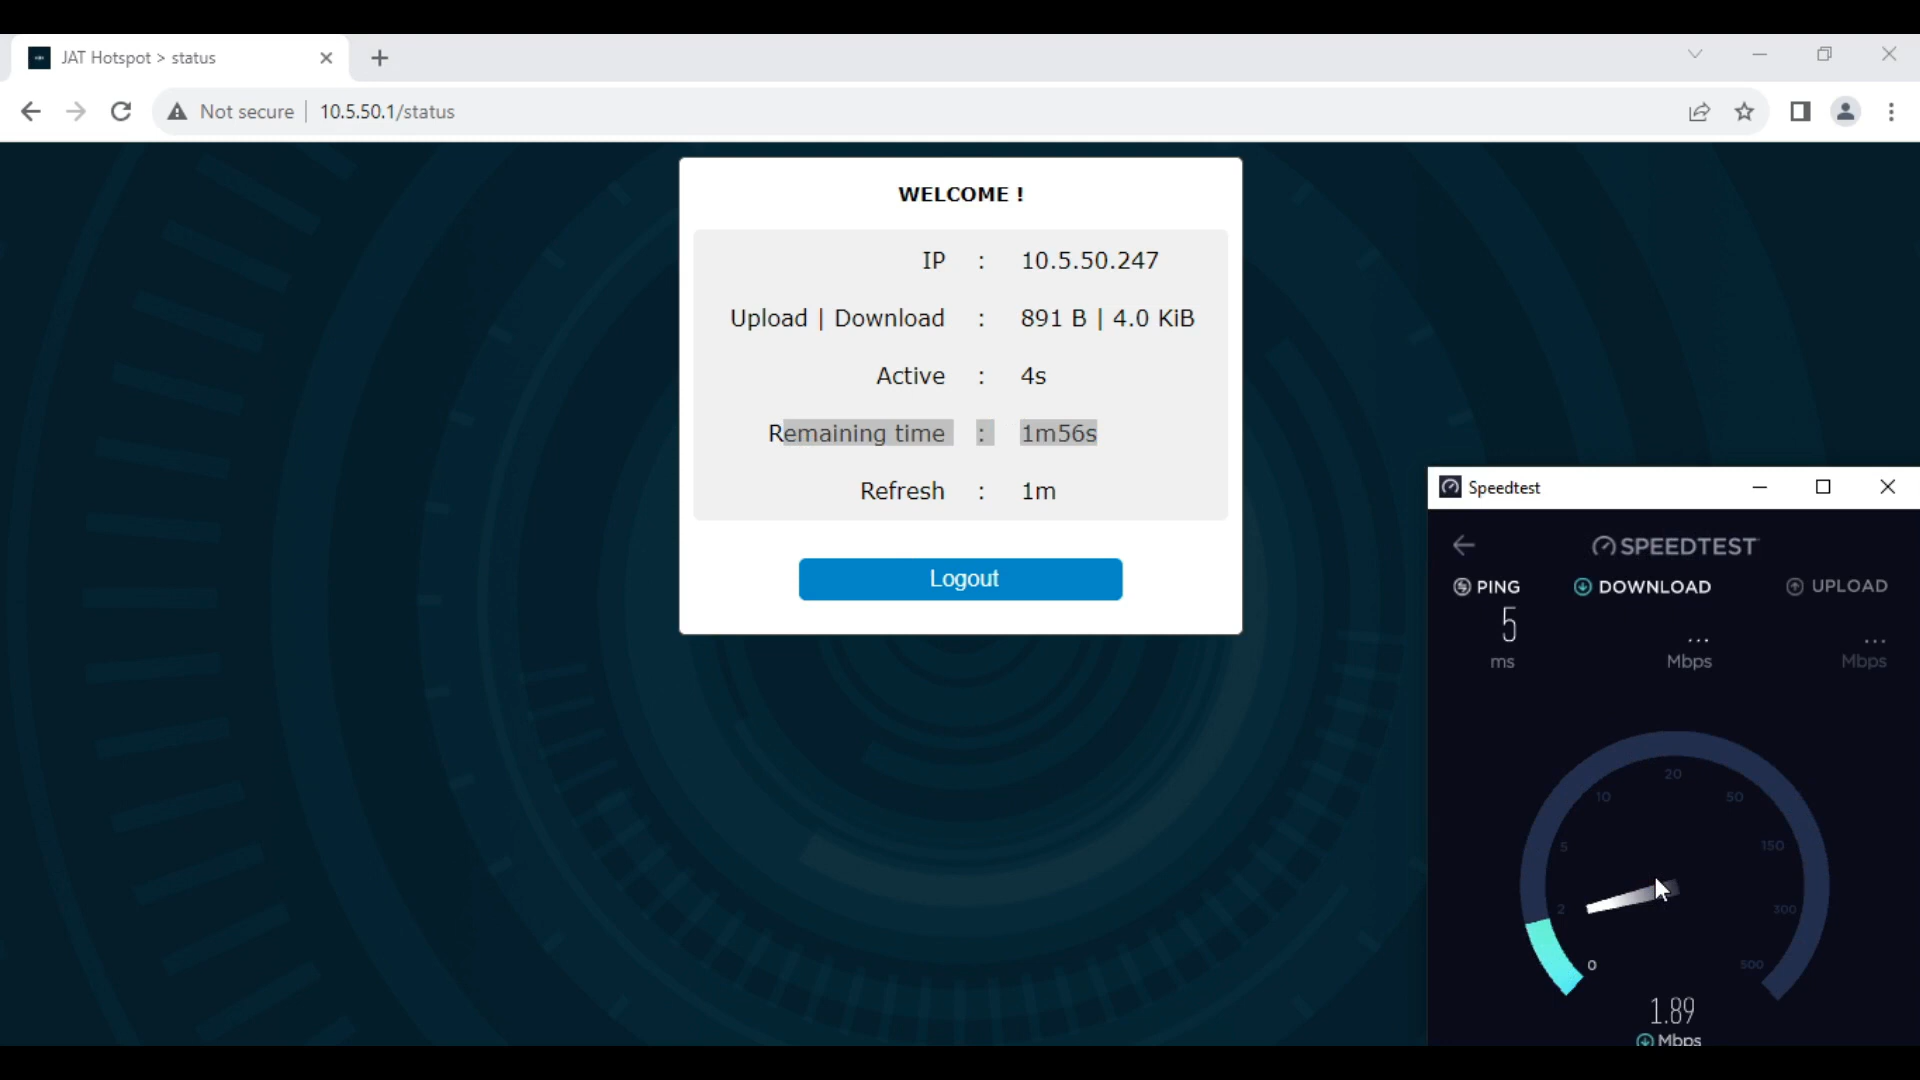 JAT Hotspot > status
Not secure 10.5.50.1/status
WELCOME !
IP : 10.5.50.247
Upload | Download : 891 B | 4.0 KiB
Active : 4s
Remaining time : 1m56s
Refresh : 1m
Logout
Speedtest
SPEEDTEST
PING DOWNLOAD UPLOAD
5 ... ...
ms Mbps Mbps
20
10 50
5 150
2 300
0 500
1.89
Mbps